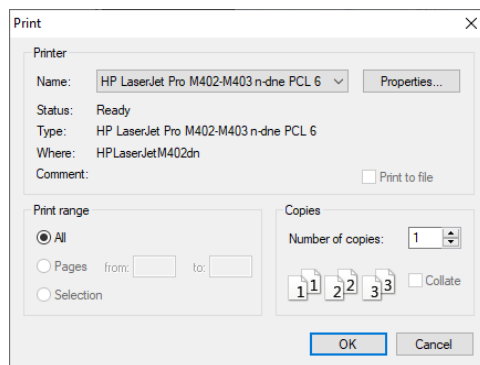 Print
Printer
Name: HP LaserJet Pro M402-M403 n-dne PCL 6 Properties...
Status: Ready
Type: HP LaserJet Pro M402-M403 n-dne PCL 6
Where: HPLaserJetM402dn
Comment: Print to file
Print range
All
Pages from: to:
Selection
Copies
Number of copies: 1
1 1 2 2 3 3 Collate
OK Cancel